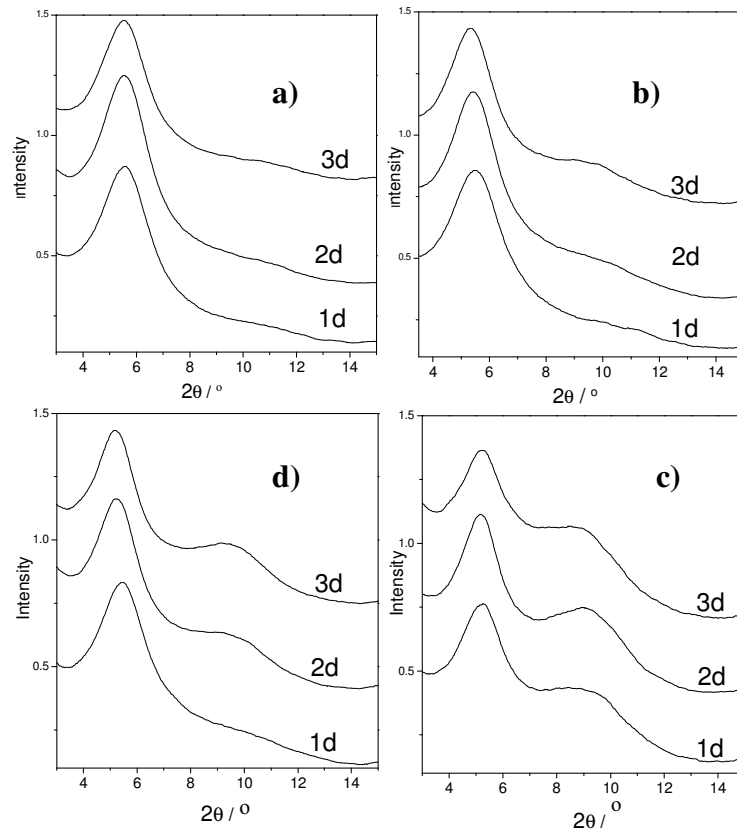 1.5
1.0
0.5
intensity
a)
3d
2d
1d
4 6 8 10 12 14
2θ / °
1.5
1.0
0.5
intensity
b)
3d
2d
1d
4 6 8 10 12 14
2θ / °
1.5
1.0
0.5
Intensity
d)
3d
2d
1d
4 6 8 10 12 14
2θ / °
1.5
1.0
0.5
Intensity
c)
3d
2d
1d
4 6 8 10 12 14
2θ / °